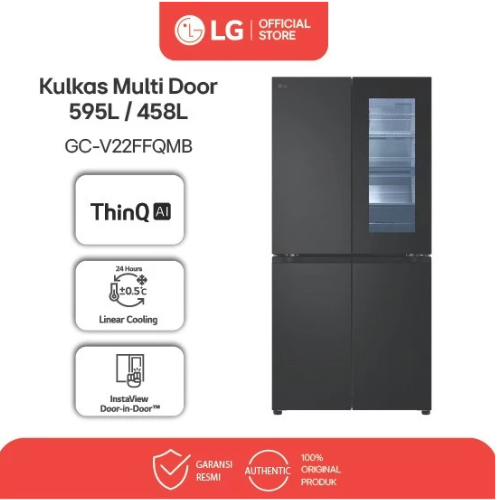 LG OFFICIAL STORE
Kulkas Multi Door
595L / 458L
GC-V22FFQMB
ThinQ AI
24 Hours
±0.5℃
Linear Cooling
InstaView
Door-in-Door™
GARANSI
RESMI
AUTHENTIC
100%
ORIGINAL
PRODUK